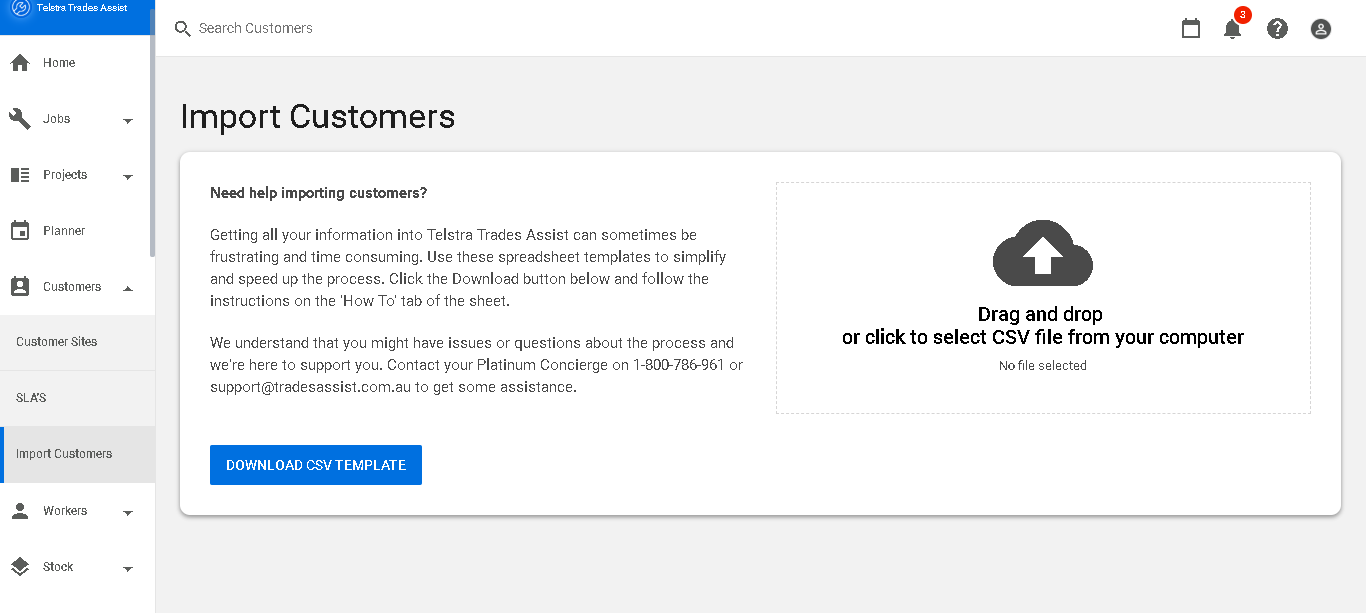 Telstra Trades Assist
Search Customers
3
Home
Jobs
Projects
Planner
Customers
Customer Sites
SLA'S
Import Customers
Workers
Stock
Import Customers
Need help importing customers?
Getting all your information into Telstra Trades Assist can sometimes be
frustrating and time consuming. Use these spreadsheet templates to simplify
and speed up the process. Click the Download button below and follow the
instructions on the 'How To' tab of the sheet.
We understand that you might have issues or questions about the process and
we're here to support you. Contact your Platinum Concierge on 1-800-786-961 or
support@tradesassist.com.au to get some assistance.
DOWNLOAD CSV TEMPLATE
Drag and drop
or click to select CSV file from your computer
No file selected